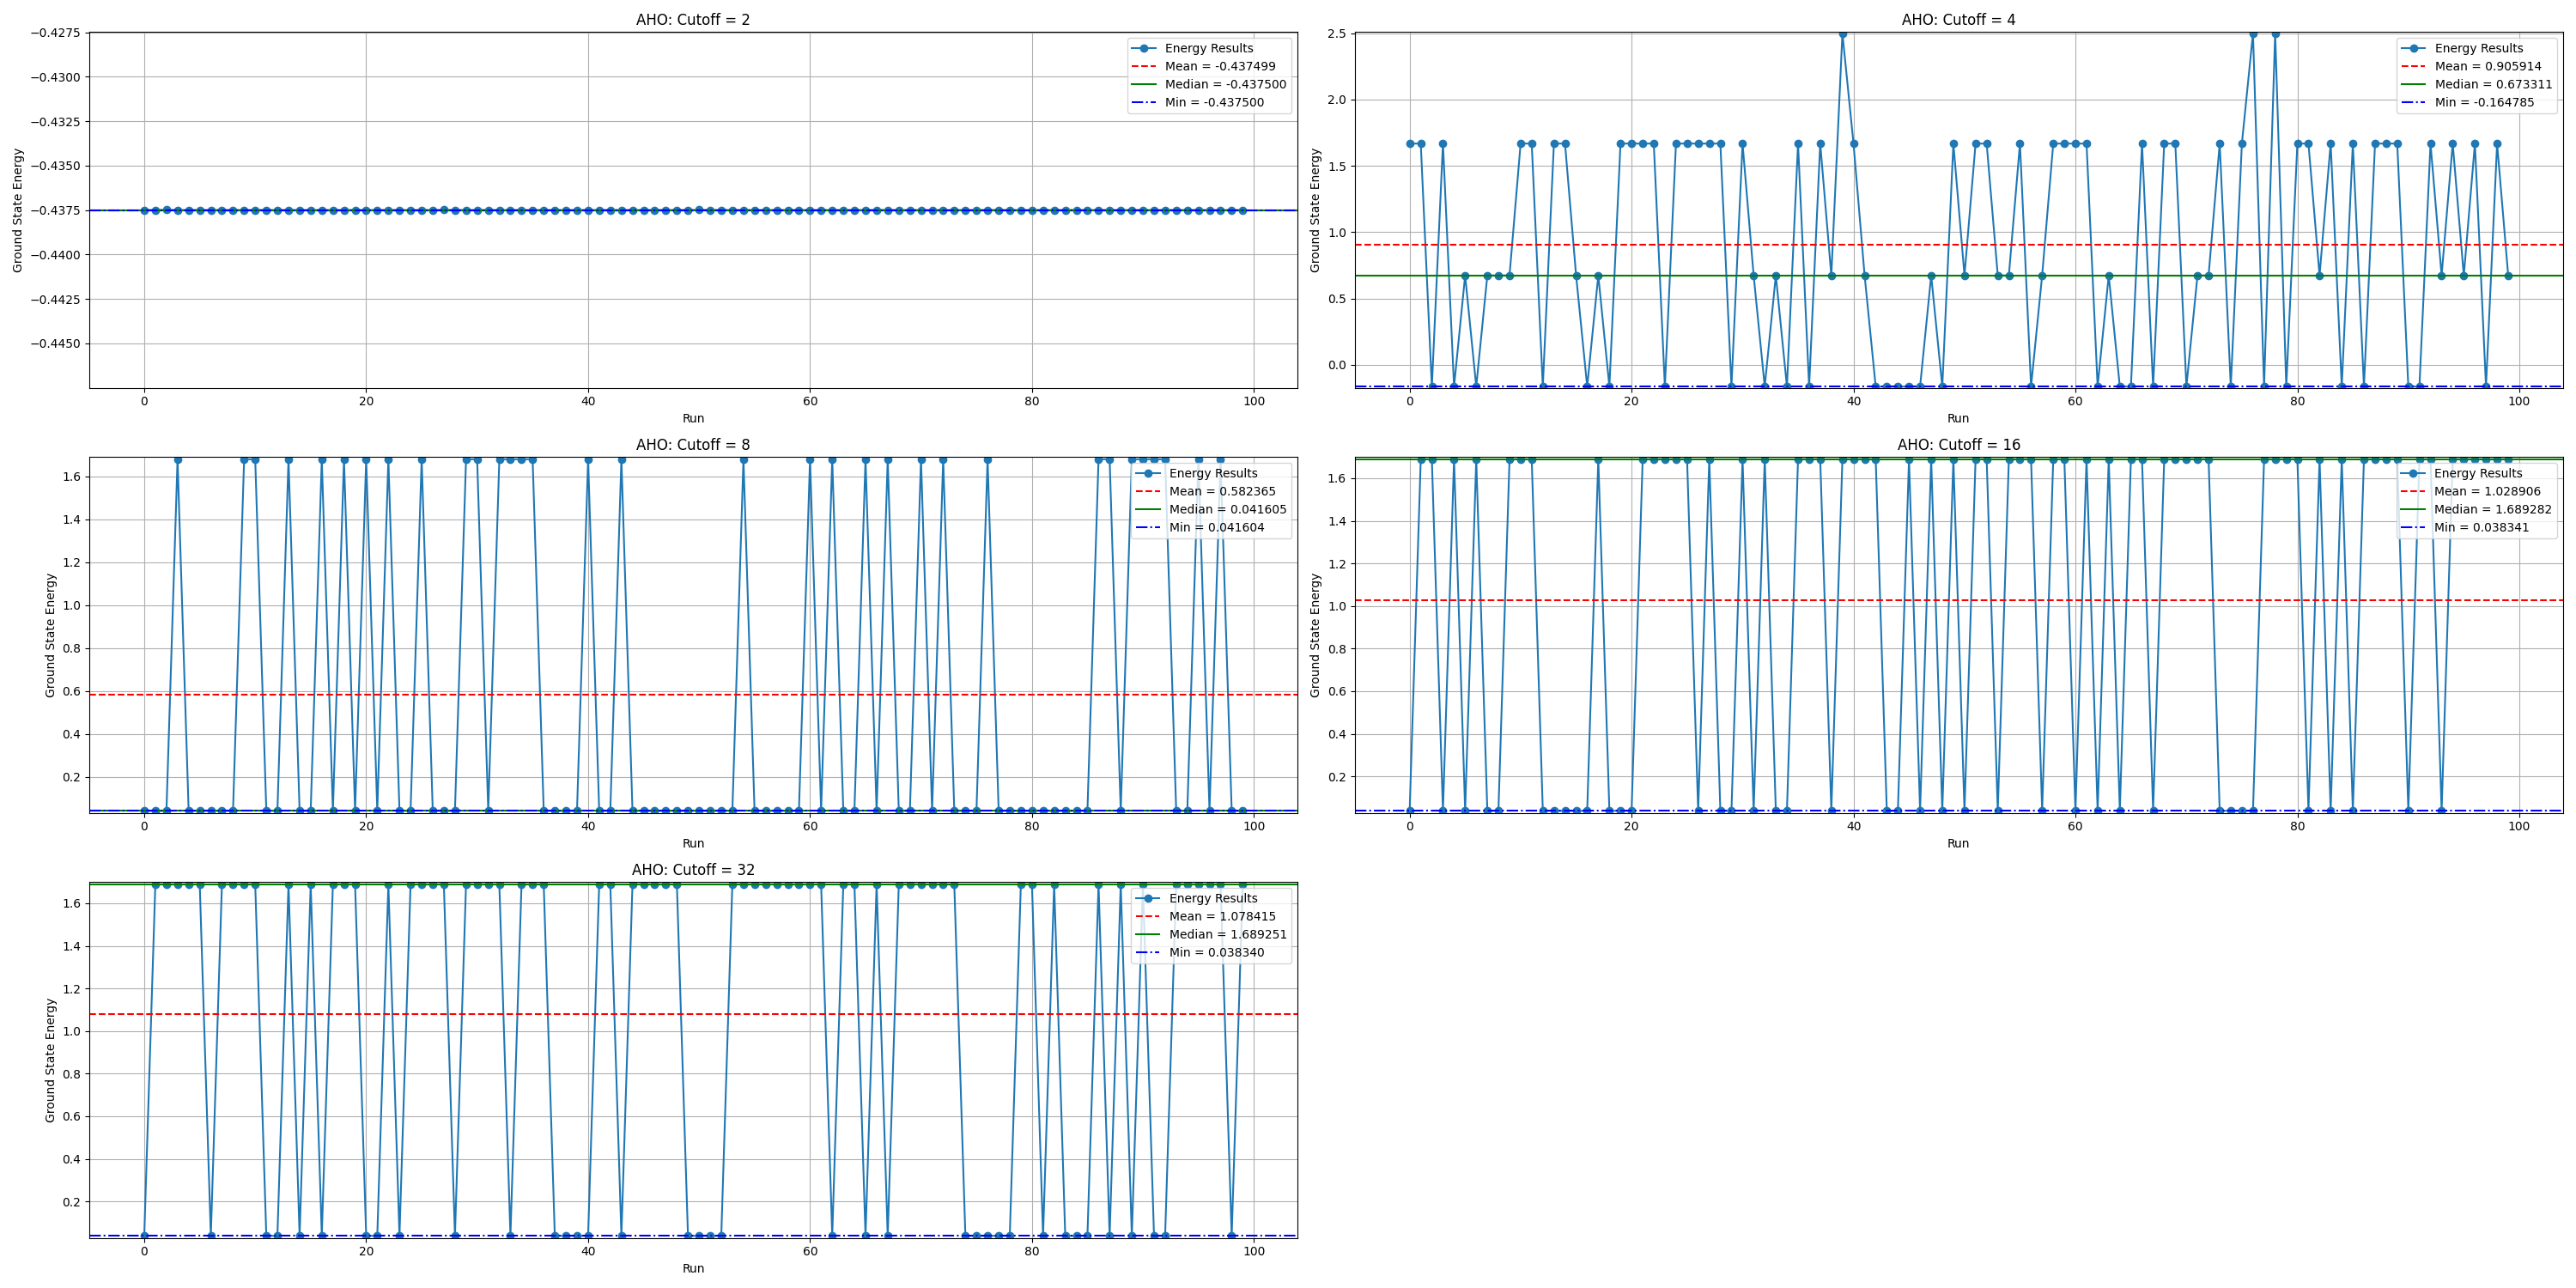 AHO: Cutoff = 2
−0.4275
−0.4300
−0.4325
−0.4350
−0.4375
−0.4400
−0.4425
−0.4450
Ground State Energy
0 20 40 60 80 100
Run
Energy Results
Mean = -0.437499
Median = -0.437500
Min = -0.437500
AHO: Cutoff = 4
2.5
2.0
1.5
1.0
0.5
0.0
Ground State Energy
0 20 40 60 80 100
Run
Energy Results
Mean = 0.905914
Median = 0.673311
Min = -0.164785
AHO: Cutoff = 8
1.6
1.4
1.2
1.0
0.8
0.6
0.4
0.2
Ground State Energy
0 20 40 60 80 100
Run
Energy Results
Mean = 0.582365
Median = 0.041605
Min = 0.041604
AHO: Cutoff = 16
1.6
1.4
1.2
1.0
0.8
0.6
0.4
0.2
Ground State Energy
0 20 40 60 80 100
Run
Energy Results
Mean = 1.028906
Median = 1.689282
Min = 0.038341
AHO: Cutoff = 32
1.6
1.4
1.2
1.0
0.8
0.6
0.4
0.2
Ground State Energy
0 20 40 60 80 100
Run
Energy Results
Mean = 1.078415
Median = 1.689251
Min = 0.038340